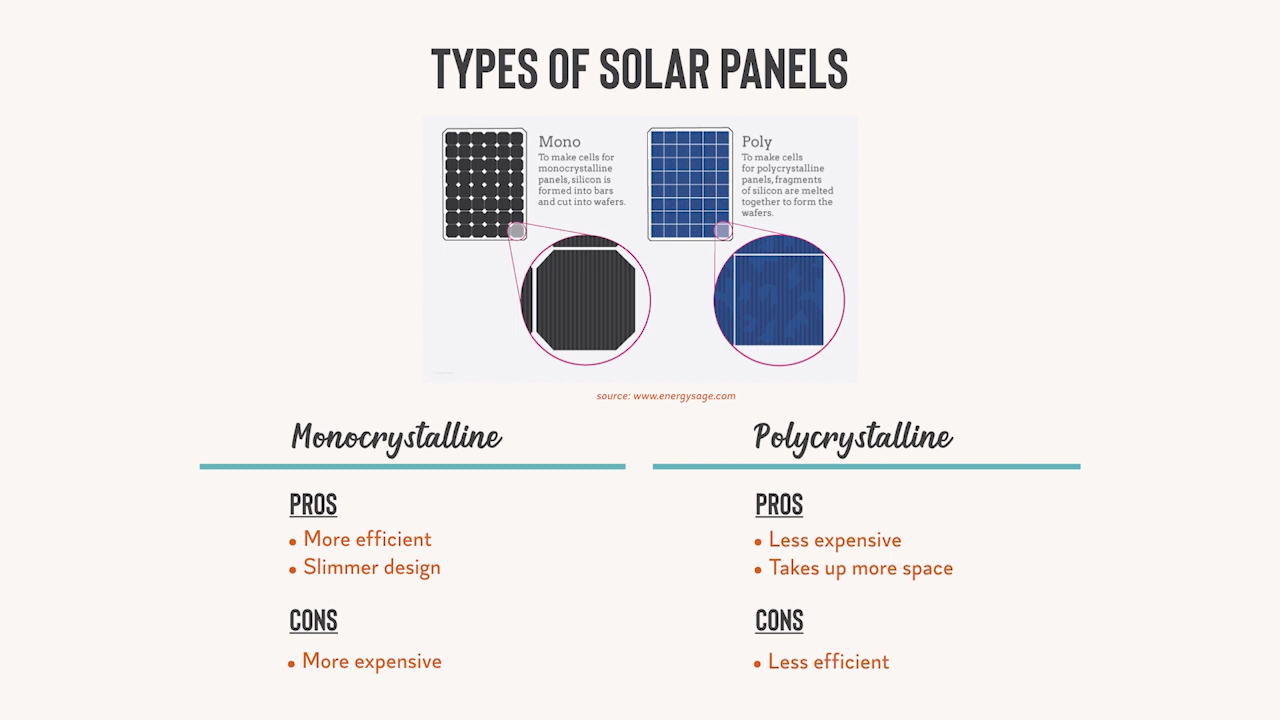 TYPES OF SOLAR PANELS
Mono
To make cells for
monocrystalline
panels, silicon is
formed into bars
and cut into wafers.
Poly
To make cells
for polycrystalline
panels, fragments
of silicon are melted
together to form the
wafers.
source: www.energysage.com
Monocrystalline
PROS
• More efficient
• Slimmer design
CONS
• More expensive
Polycrystalline
PROS
• Less expensive
• Takes up more space
CONS
• Less efficient